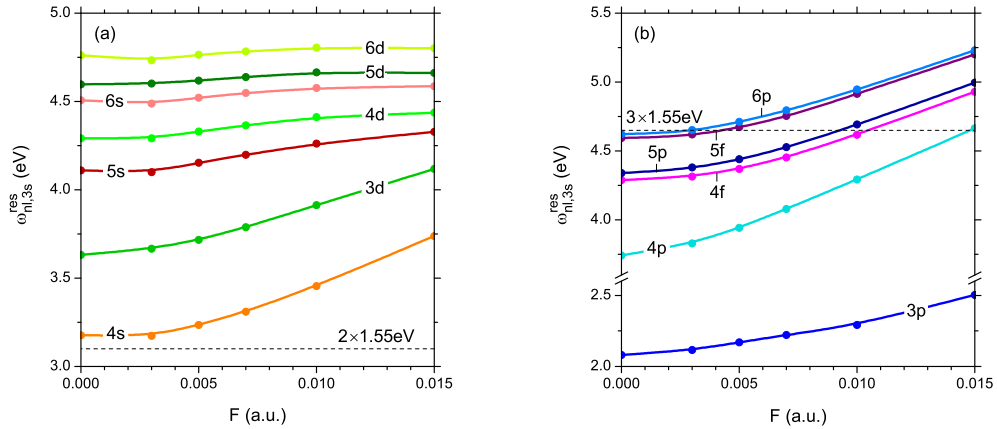 (a)
5.0
4.5
4.0
3.5
3.0
ω^res_nl,3s (eV)
6d
5d
6s
4d
5s
3d
4s
2×1.55eV
0.000
0.005
0.010
0.015
F (a.u.)
(b)
5.5
5.0
4.5
4.0
2.5
2.0
ω^res_nl,3s (eV)
6p
3×1.55eV
5f
5p
4f
4p
3p
0.000
0.005
0.010
0.015
F (a.u.)